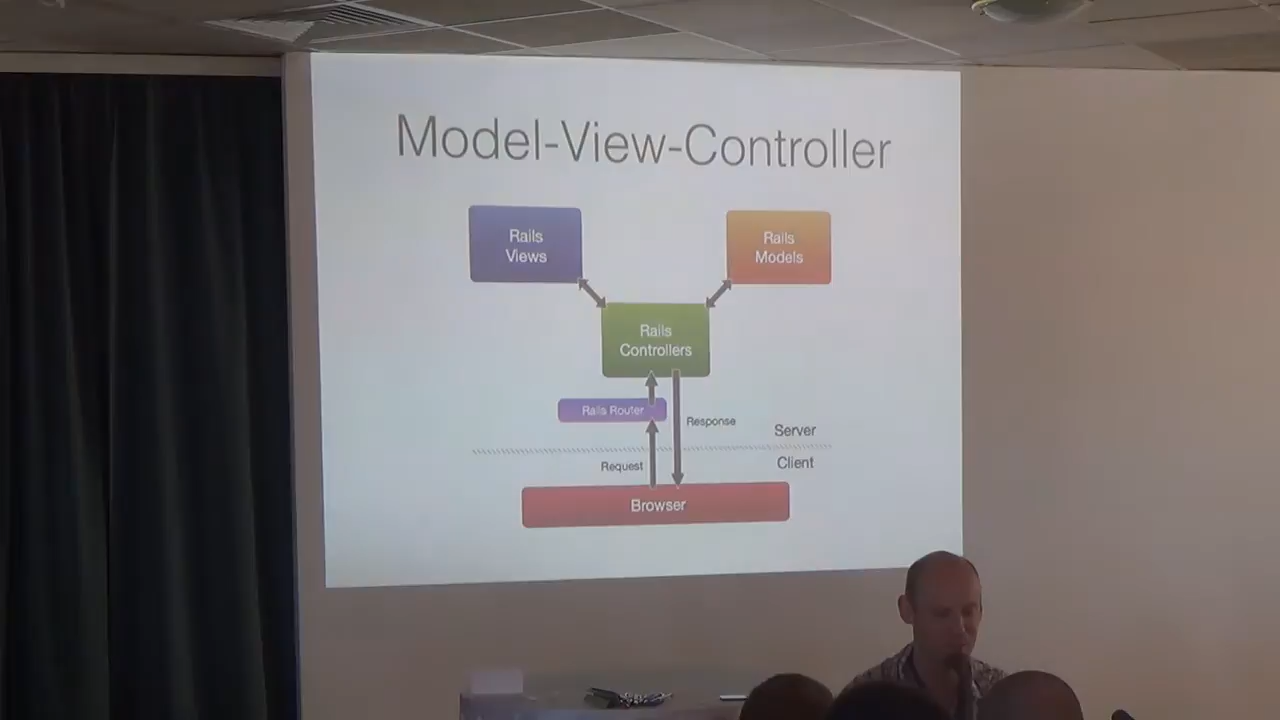 Model-View-Controller
Rails
Views
Rails
Models
Rails
Controllers
Rails Router
Response
Server
Request
Client
Browser